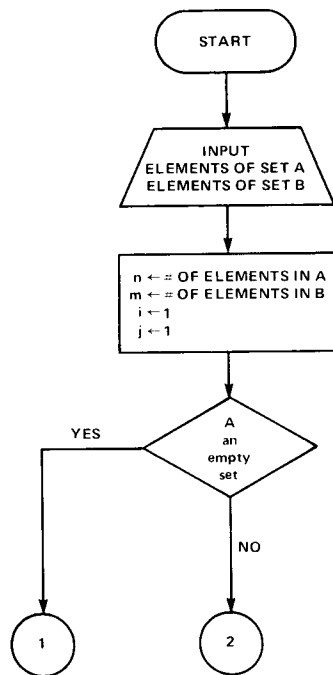 START
INPUT
ELEMENTS OF SET A
ELEMENTS OF SET B
n ← # OF ELEMENTS IN A
m ← # OF ELEMENTS IN B
i ← 1
j ← 1
A
an
empty
set
YES
NO
1
2